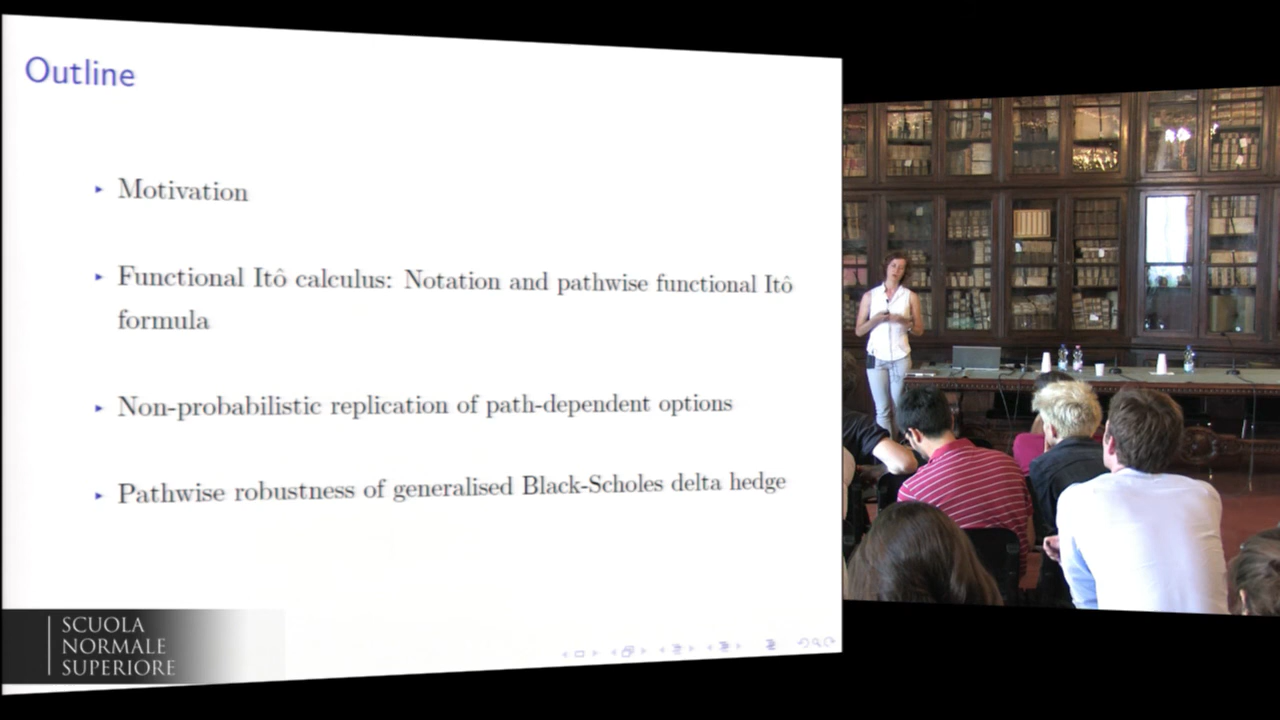 Outline
▸ Motivation
▸ Functional Itô calculus: Notation and pathwise functional Itô
formula
▸ Non-probabilistic replication of path-dependent options
▸ Pathwise robustness of generalised Black-Scholes delta hedge
SCUOLA
NORMALE
SUPERIORE